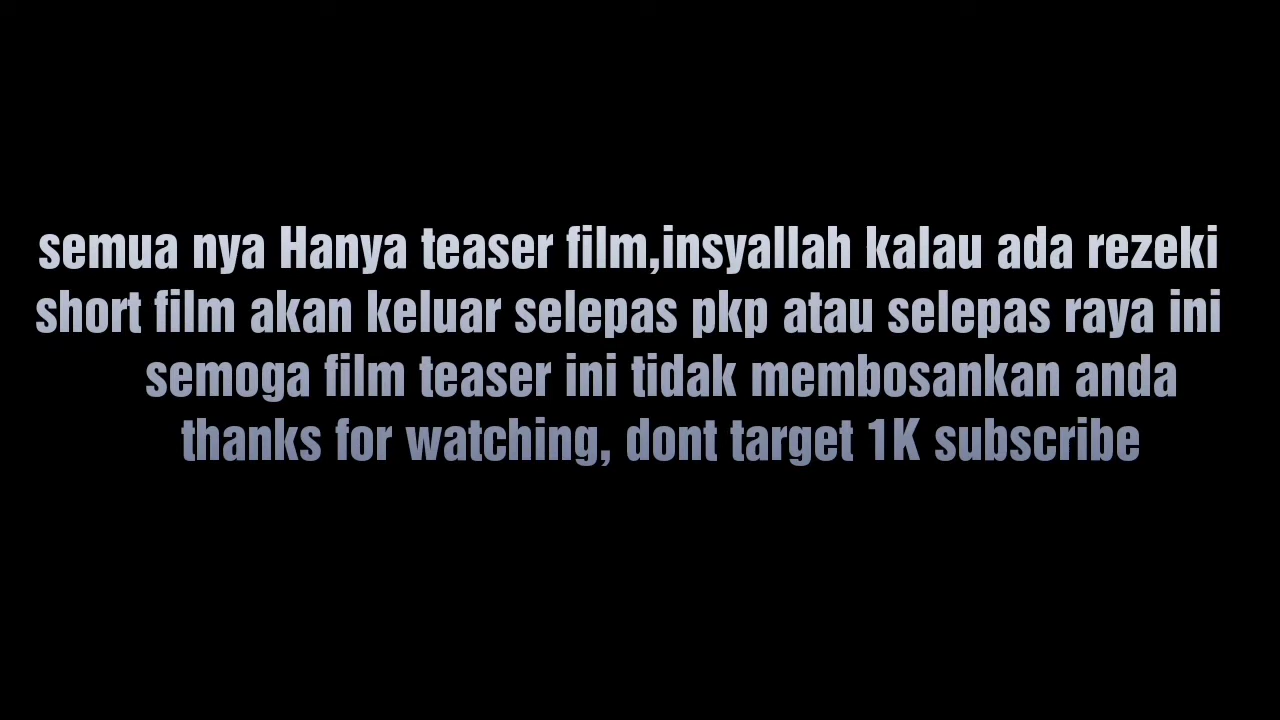 semua nya Hanya teaser film,insyallah kalau ada rezeki
short film akan keluar selepas pkp atau selepas raya ini
semoga film teaser ini tidak membosankan anda
thanks for watching, dont target 1K subscribe